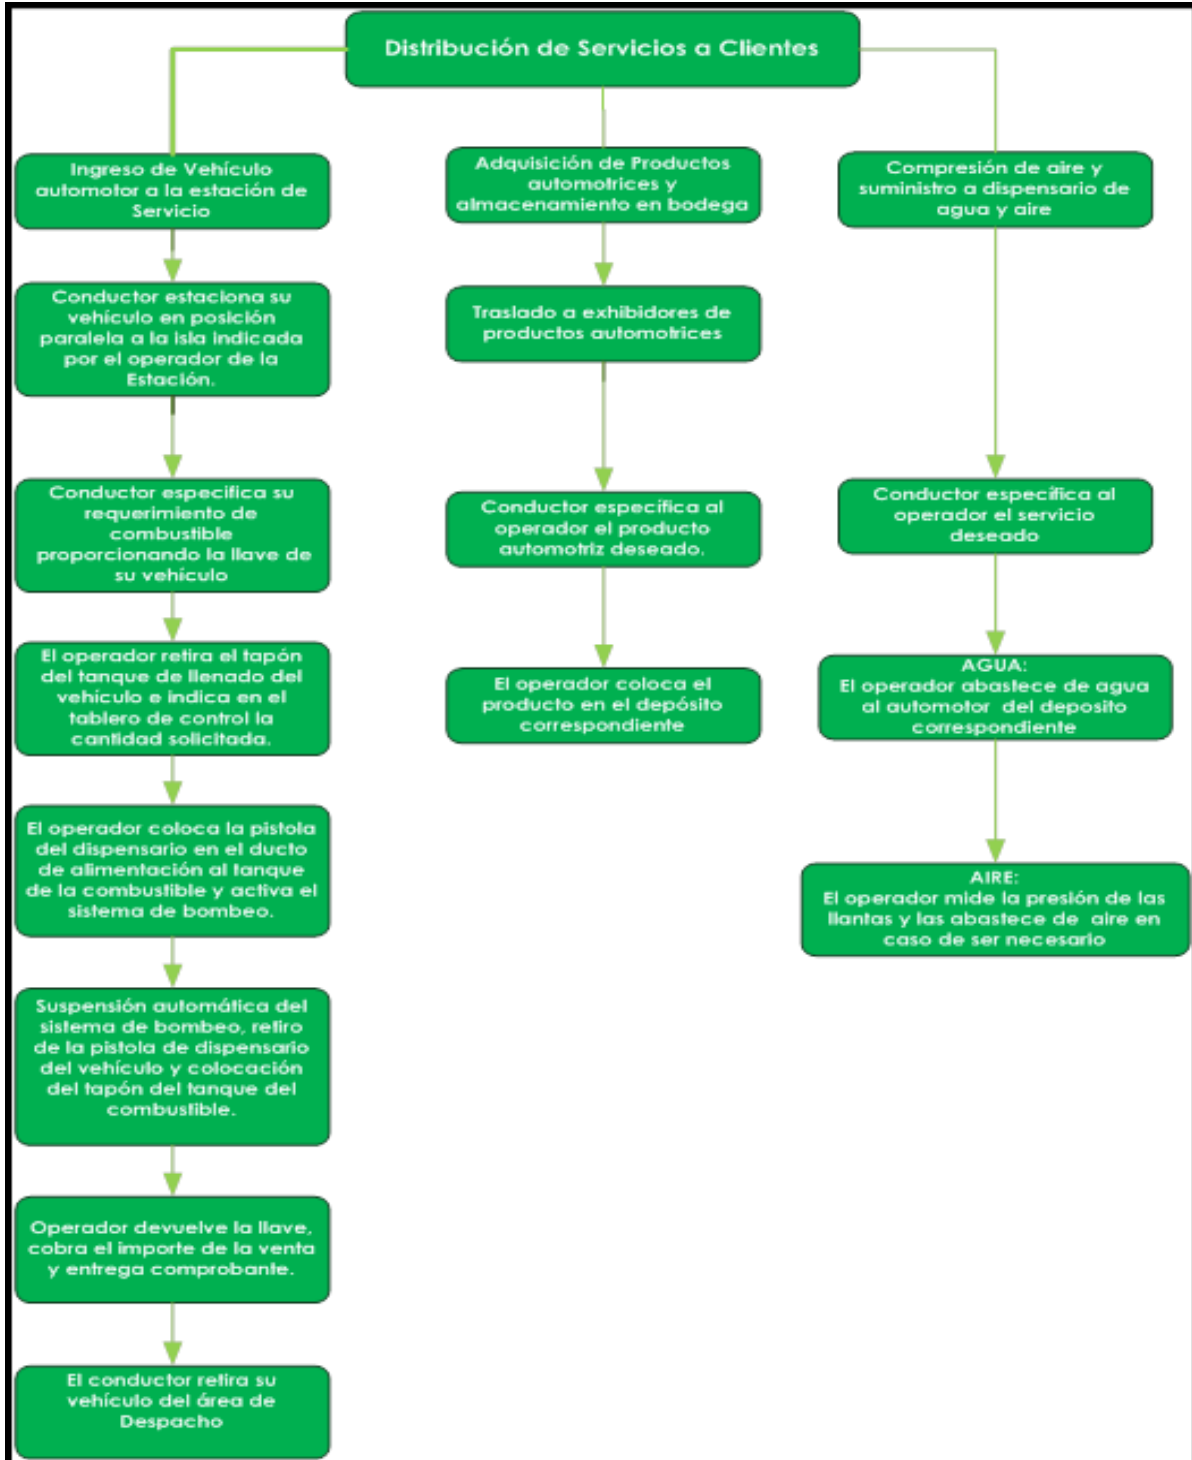 Distribución de Servicios a Clientes
Ingreso de Vehículo
automotor a la estación de
Servicio
Conductor estaciona su
vehículo en posición
paralela a la isla indicada
por el operador de la
Estación.
Conductor especifica su
requerimiento de
combustible
proporcionando la llave de
su vehículo
El operador retira el tapón
del tanque de llenado del
vehículo e indica en el
tablero de control la
cantidad solicitada.
El operador coloca la pistola
del dispensario en el ducto
de alimentación al tanque
de la combustible y activa el
sistema de bombeo.
Suspensión automática del
sistema de bombeo, retiro
de la pistola de dispensario
del vehículo y colocación
del tapón del tanque del
combustible.
Operador devuelve la llave,
cobra el importe de la venta
y entrega comprobante.
El conductor retira su
vehículo del área de
Despacho
Adquisición de Productos
automotrices y
almacenamiento en bodega
Traslado a exhibidores de
productos automotrices
Conductor específica al
operador el producto
automotriz deseado.
El operador coloca el
producto en el depósito
correspondiente
Compresión de aire y
suministro a dispensario de
agua y aire
Conductor específica al
operador el servicio
deseado
AGUA:
El operador abastece de agua
al automotor del deposito
correspondiente
AIRE:
El operador mide la presión de las
llantas y las abastece de aire en
caso de ser necesario